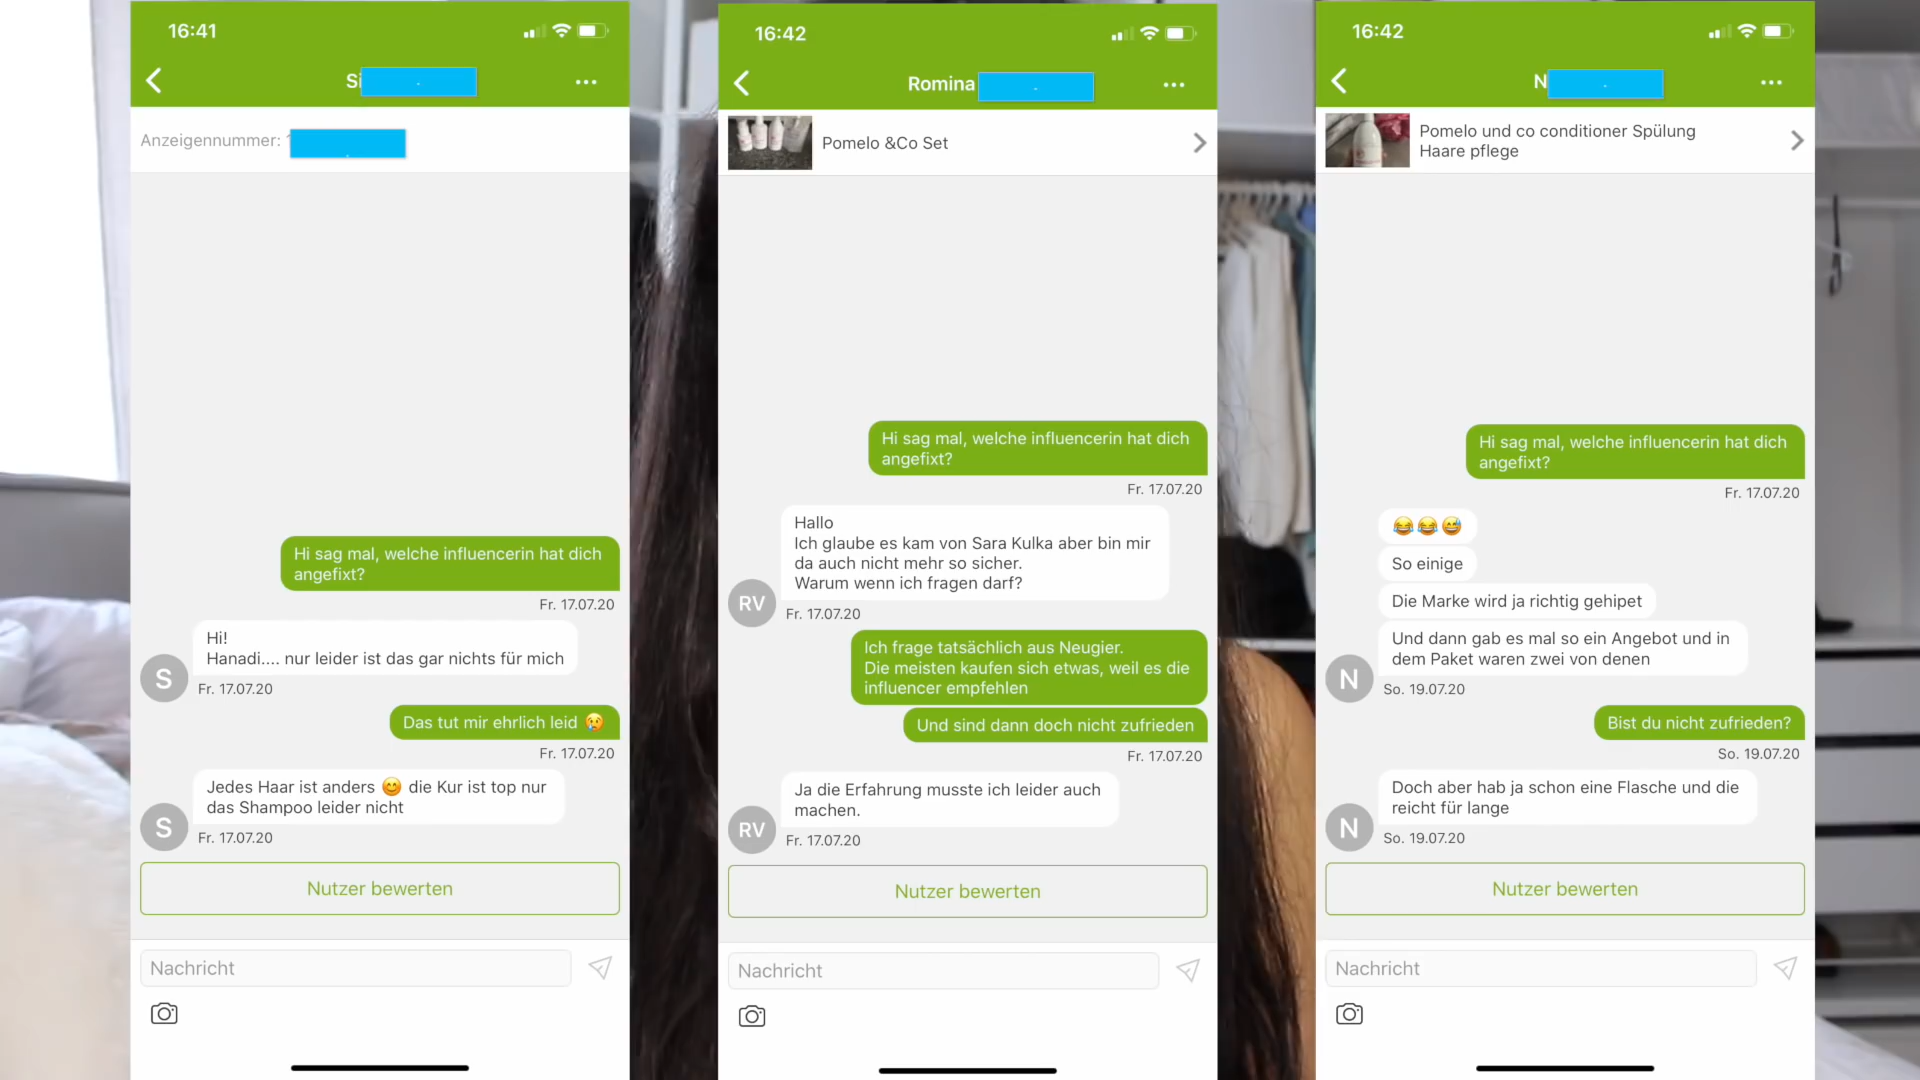 16:41
Si
Anzeigennummer:
Hi sag mal, welche influencerin hat dich
angefixt?
Fr. 17.07.20
Hi!
Hanadi.... nur leider ist das gar nichts für mich
S
Fr. 17.07.20
Das tut mir ehrlich leid 😢
Fr. 17.07.20
Jedes Haar ist anders 😊 die Kur ist top nur
das Shampoo leider nicht
S
Fr. 17.07.20
Nutzer bewerten
Nachricht
16:42
Romina
Pomelo &Co Set
Hi sag mal, welche influencerin hat dich
angefixt?
Fr. 17.07.20
Hallo
Ich glaube es kam von Sara Kulka aber bin mir
da auch nicht mehr so sicher.
Warum wenn ich fragen darf?
RV
Fr. 17.07.20
Ich frage tatsächlich aus Neugier.
Die meisten kaufen sich etwas, weil es die
influencer empfehlen
Und sind dann doch nicht zufrieden
Fr. 17.07.20
Ja die Erfahrung musste ich leider auch
machen.
RV
Fr. 17.07.20
Nutzer bewerten
Nachricht
16:42
N
Pomelo und co conditioner Spülung
Haare pflege
Hi sag mal, welche influencerin hat dich
angefixt?
Fr. 17.07.20
😂😂😅
So einige
Die Marke wird ja richtig gehipet
Und dann gab es mal so ein Angebot und in
dem Paket waren zwei von denen
N
So. 19.07.20
Bist du nicht zufrieden?
So. 19.07.20
Doch aber hab ja schon eine Flasche und die
reicht für lange
N
So. 19.07.20
Nutzer bewerten
Nachricht